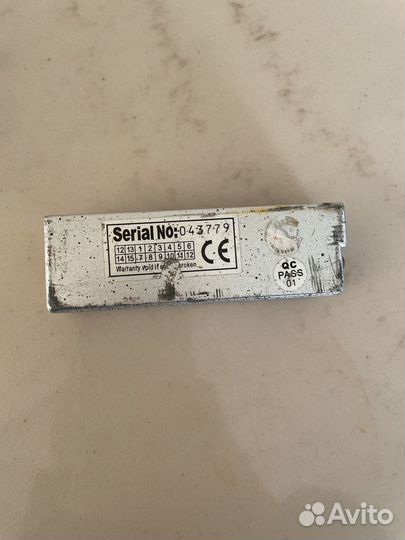 Serial No: 043779
12 13 1 2 3 4 5 6
14 15 7 8 9 10 11 12
CE
Warranty void if broken
QC
PASS
01
Avito